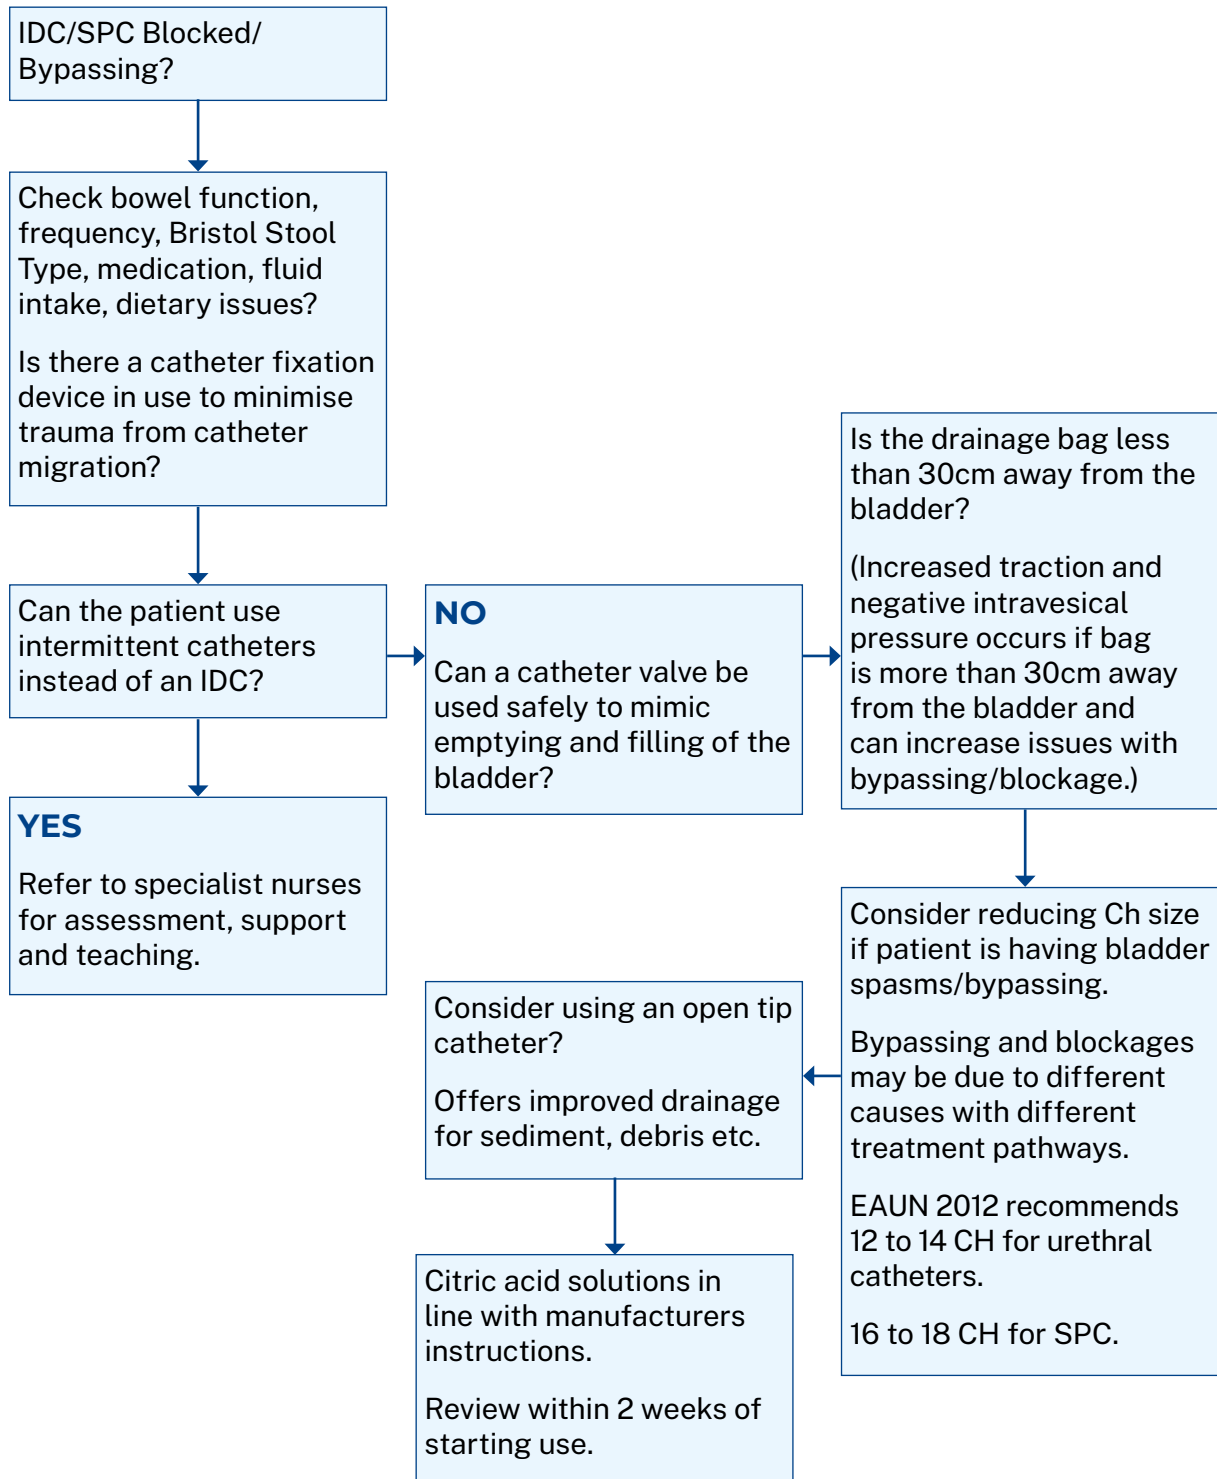 IDC/SPC Blocked/
Bypassing?
Check bowel function,
frequency, Bristol Stool
Type, medication, fluid
intake, dietary issues?
Is there a catheter fixation
device in use to minimise
trauma from catheter
migration?
Can the patient use
intermittent catheters
instead of an IDC?
YES
Refer to specialist nurses
for assessment, support
and teaching.
NO
Can a catheter valve be
used safely to mimic
emptying and filling of the
bladder?
Is the drainage bag less
than 30cm away from the
bladder?
(Increased traction and
negative intravesical
pressure occurs if bag
is more than 30cm away
from the bladder and
can increase issues with
bypassing/blockage.)
Consider reducing Ch size
if patient is having bladder
spasms/bypassing.
Bypassing and blockages
may be due to different
causes with different
treatment pathways.
EAUN 2012 recommends
12 to 14 CH for urethral
catheters.
16 to 18 CH for SPC.
Consider using an open tip
catheter?
Offers improved drainage
for sediment, debris etc.
Citric acid solutions in
line with manufacturers
instructions.
Review within 2 weeks of
starting use.